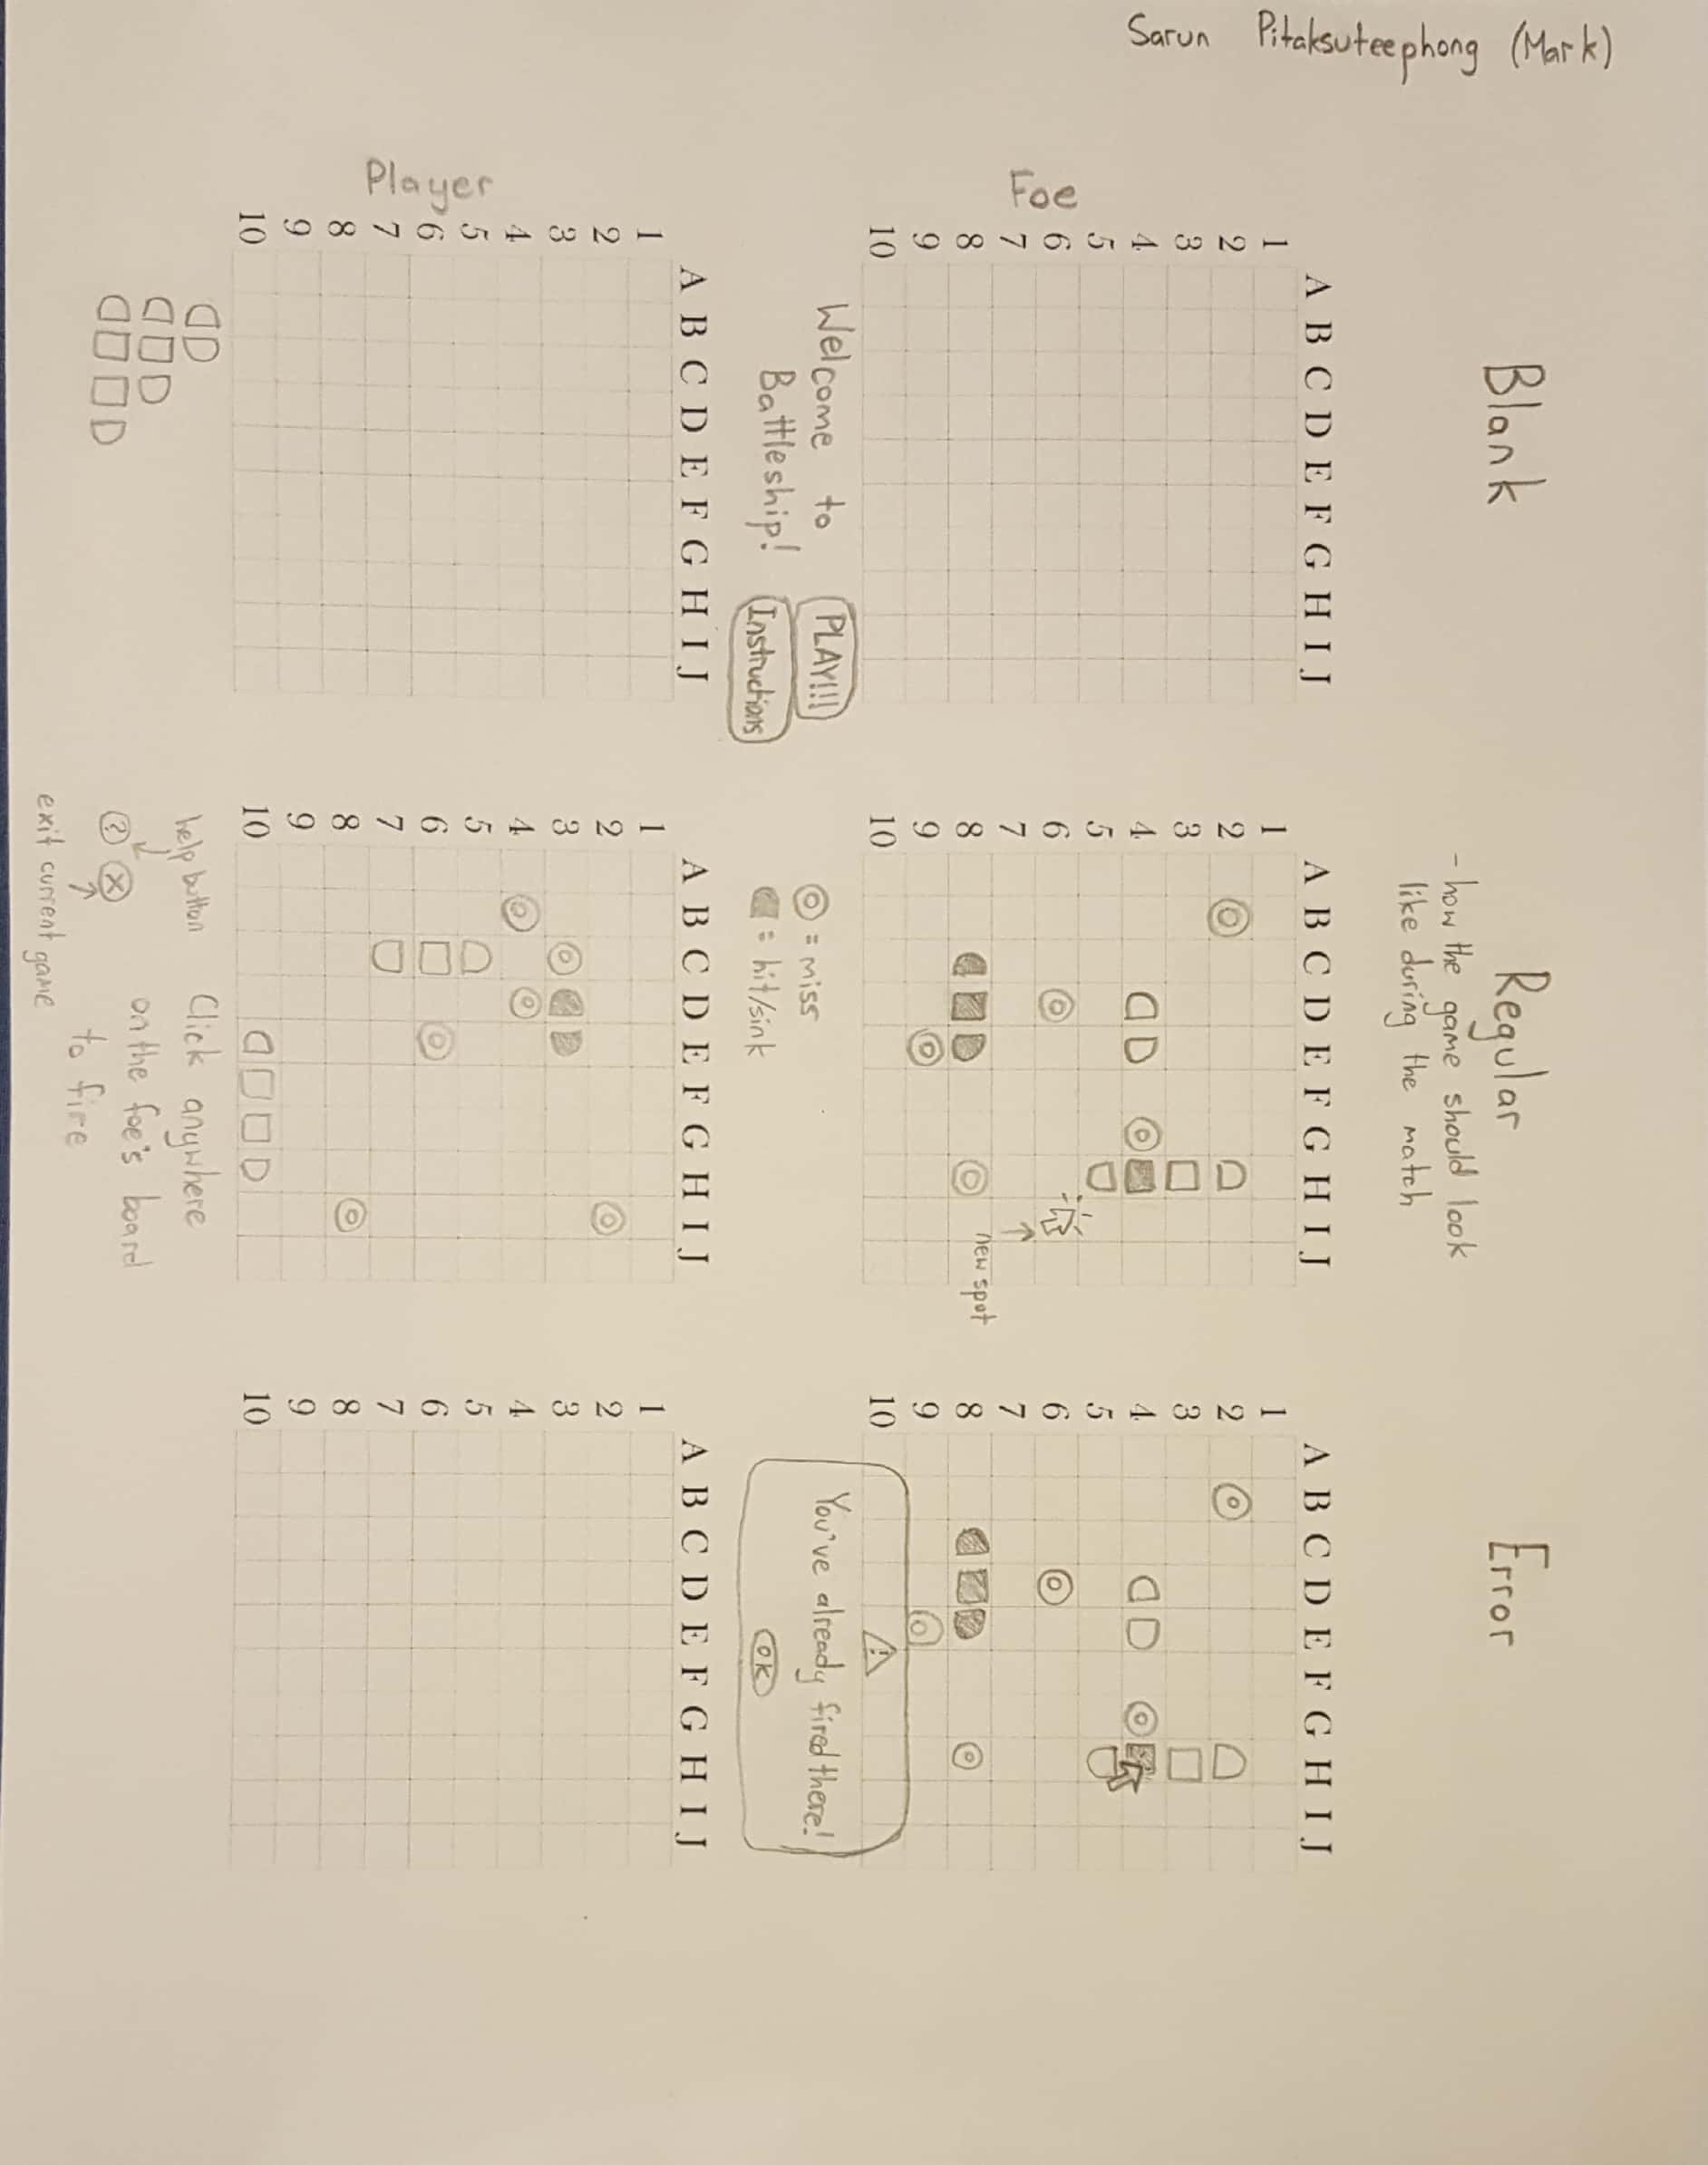 Sarun Pitaksuteephong (Mark)
Blank
Regular
- how the game should look
like during the match
Error
Foe
A B C D E F G H I J
1
2
3
4
5
6
7
8
9
10
A B C D E F G H I J
1
2
3
4
5
6
7
8
9
10
new spot
A B C D E F G H I J
1
2
3
4
5
6
7
8
9
10
Welcome to
Battleship!
PLAY!!!
Instructions
= miss
= hit/sink
!
You've already fired there!
OK
Player
A B C D E F G H I J
1
2
3
4
5
6
7
8
9
10
A B C D E F G H I J
1
2
3
4
5
6
7
8
9
10
A B C D E F G H I J
1
2
3
4
5
6
7
8
9
10
help button
? X
exit current game
Click anywhere
on the foe's board
to fire